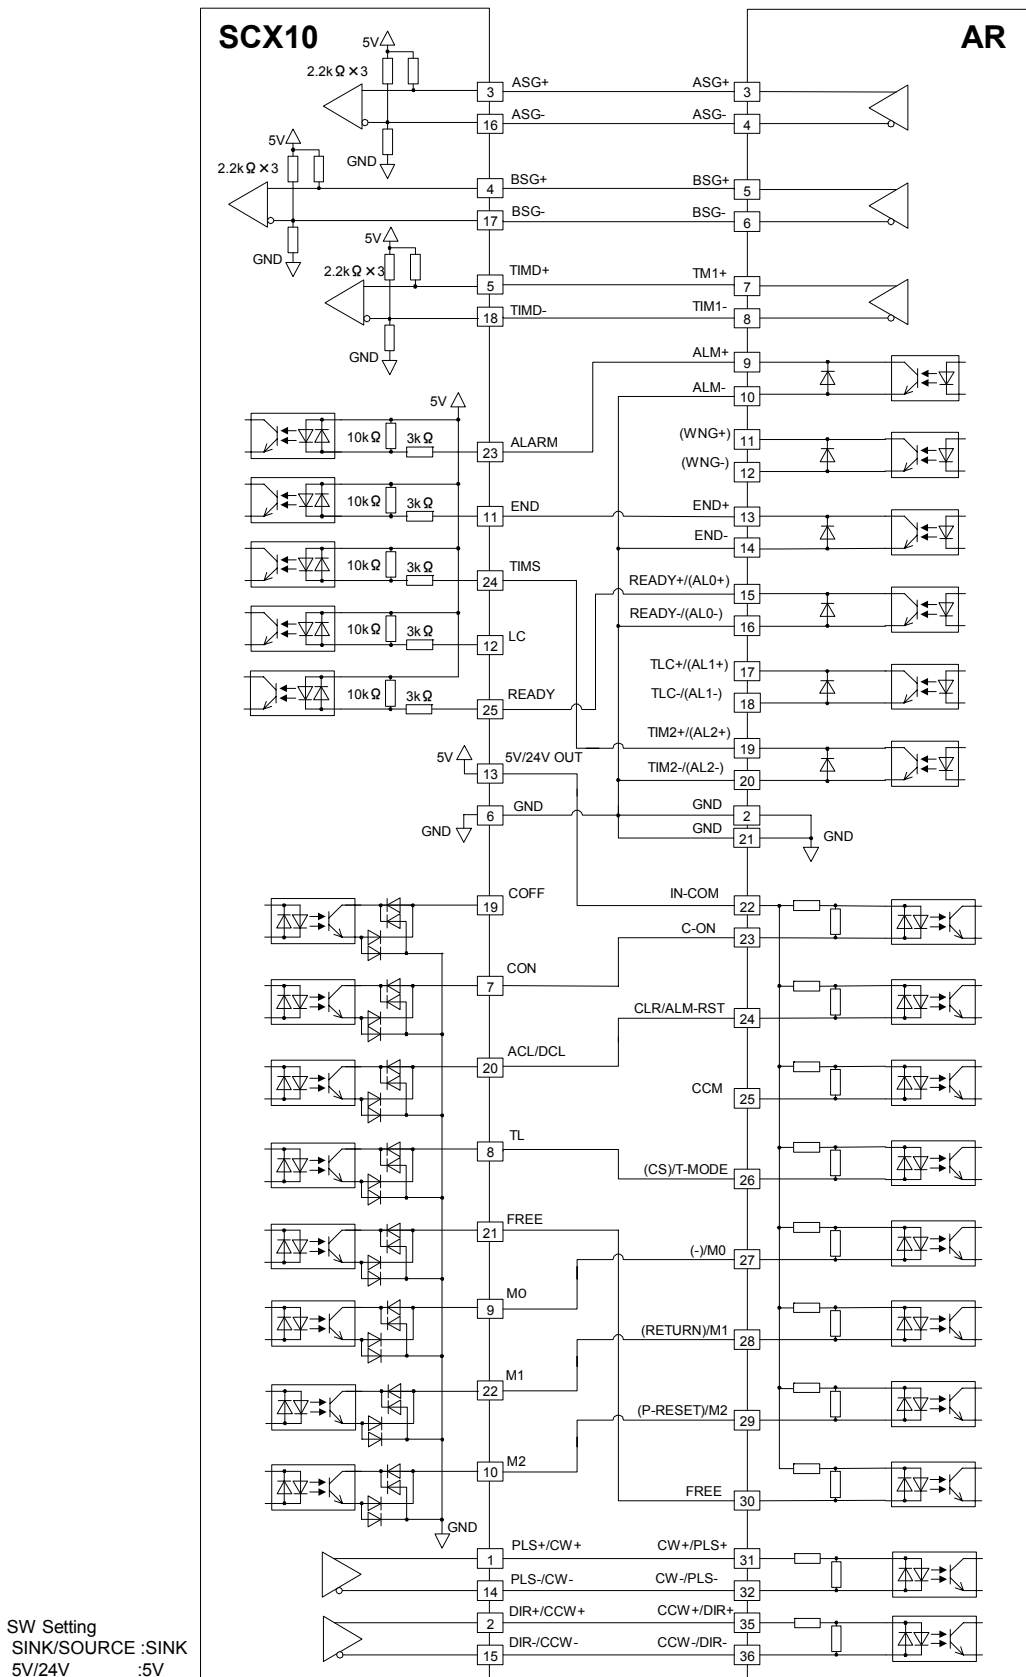 SCX10 AR
5V
2.2kΩ×3
3 ASG+ ASG+ 3
16 ASG- ASG- 4
GND
5V
2.2kΩ×3
4 BSG+ BSG+ 5
17 BSG- BSG- 6
GND
5V
2.2kΩ×3
5 TIMD+ TM1+ 7
18 TIMD- TIM1- 8
GND
ALM+ 9
ALM- 10
5V
10kΩ 3kΩ 23 ALARM
(WNG+) 11
(WNG-) 12
10kΩ 3kΩ 11 END END+ 13
END- 14
10kΩ 3kΩ 24 TIMS READY+/(AL0+) 15
READY-/(AL0-) 16
10kΩ 3kΩ 12 LC
TLC+/(AL1+) 17
TLC-/(AL1-) 18
10kΩ 3kΩ 25 READY
TIM2+/(AL2+) 19
5V 13 5V/24V OUT TIM2-/(AL2-) 20
GND 6 GND GND 2
GND 21 GND
19 COFF IN-COM 22
C-ON 23
7 CON
CLR/ALM-RST 24
20 ACL/DCL
CCM 25
8 TL
(CS)/T-MODE 26
21 FREE
(-)/M0 27
9 M0
(RETURN)/M1 28
22 M1
(P-RESET)/M2 29
10 M2
FREE 30
GND
1 PLS+/CW+ CW+/PLS+ 31
14 PLS-/CW- CW-/PLS- 32
2 DIR+/CCW+ CCW+/DIR+ 35
15 DIR-/CCW- CCW-/DIR- 36
SW Setting
SINK/SOURCE :SINK
5V/24V :5V